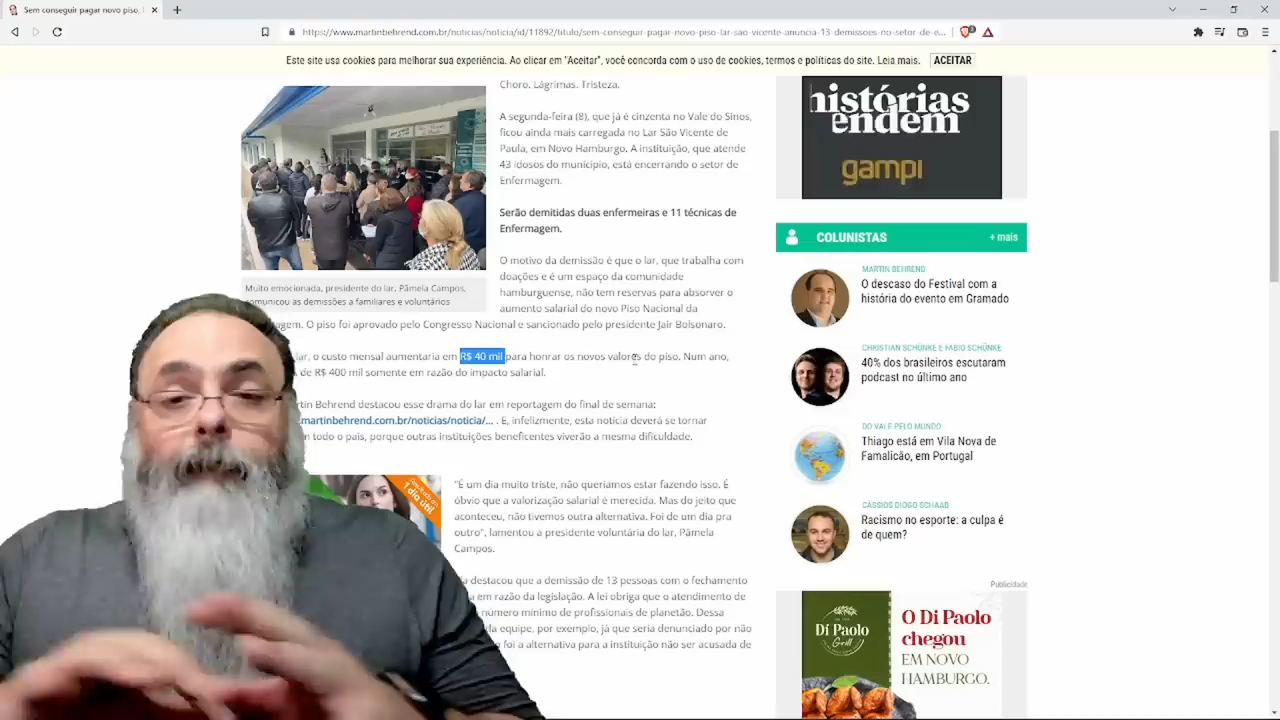 Sem conseguir pagar novo piso,
https://www.martinbehrend.com.br/noticias/noticia/id/11892/titulo/sem-conseguir-pagar-novo-piso-lar-sao-vicente-anuncia-13-demissoes-no-setor-de-e...
Este site usa cookies para melhorar sua experiência. Ao clicar em "Aceitar", você concorda com o uso de cookies, termos e políticas do site. Leia mais.
ACEITAR
Choro. Lágrimas. Tristeza.
A segunda-feira (8), que já é cinzenta no Vale do Sinos,
ficou ainda mais carregada no Lar São Vicente de
Paula, em Novo Hamburgo. A instituição, que atende
43 idosos do município, está encerrando o setor de
Enfermagem.
Serão demitidas duas enfermeiras e 11 técnicas de
Enfermagem.
O motivo da demissão é que o lar, que trabalha com
doações e é um espaço da comunidade
hamburguense, não tem reservas para absorver o
aumento salarial do novo Piso Nacional da
agem. O piso foi aprovado pelo Congresso Nacional e sancionado pelo presidente Jair Bolsonaro.
Muito emocionada, presidente do lar, Pâmela Campos,
comunicou as demissões a familiares e voluntários
lar, o custo mensal aumentaria em R$ 40 mil para honrar os novos valores do piso. Num ano,
de R$ 400 mil somente em razão do impacto salarial.
artin Behrend destacou esse drama do lar em reportagem do final de semana:
martinbehrend.com.br/noticias/noticia/... . E, infelizmente, esta notícia deverá se tornar
m todo o país, porque outras instituições beneficentes viverão a mesma dificuldade.
1 dia útil
"É um dia muito triste, não queríamos estar fazendo isso. É
óbvio que a valorização salarial é merecida. Mas do jeito que
aconteceu, não tivemos outra alternativa. Foi de um dia pra
outro", lamentou a presidente voluntária do lar, Pâmela
Campos.
a destacou que a demissão de 13 pessoas com o fechamento
a em razão da legislação. A lei obriga que o atendimento de
número mínimo de profissionais de planetão. Dessa
da equipe, por exemplo, já que seria denunciado por não
foi a alternativa para a instituição não ser acusada de
histórias
endem
gampi
COLUNISTAS
+ mais
MARTIN BEHREND
O descaso do Festival com a
história do evento em Gramado
CHRISTIAN SCHÜNKE E FABIO SCHÜNKE
40% dos brasileiros escutaram
podcast no último ano
DO VALE PELO MUNDO
Thiago está em Vila Nova de
Famalicão, em Portugal
CÁSSIOS DIOGO SCHAAB
Racismo no esporte: a culpa é
de quem?
Publicidade
Di Paolo
Grill
O Di Paolo
chegou
EM NOVO
HAMBURGO.